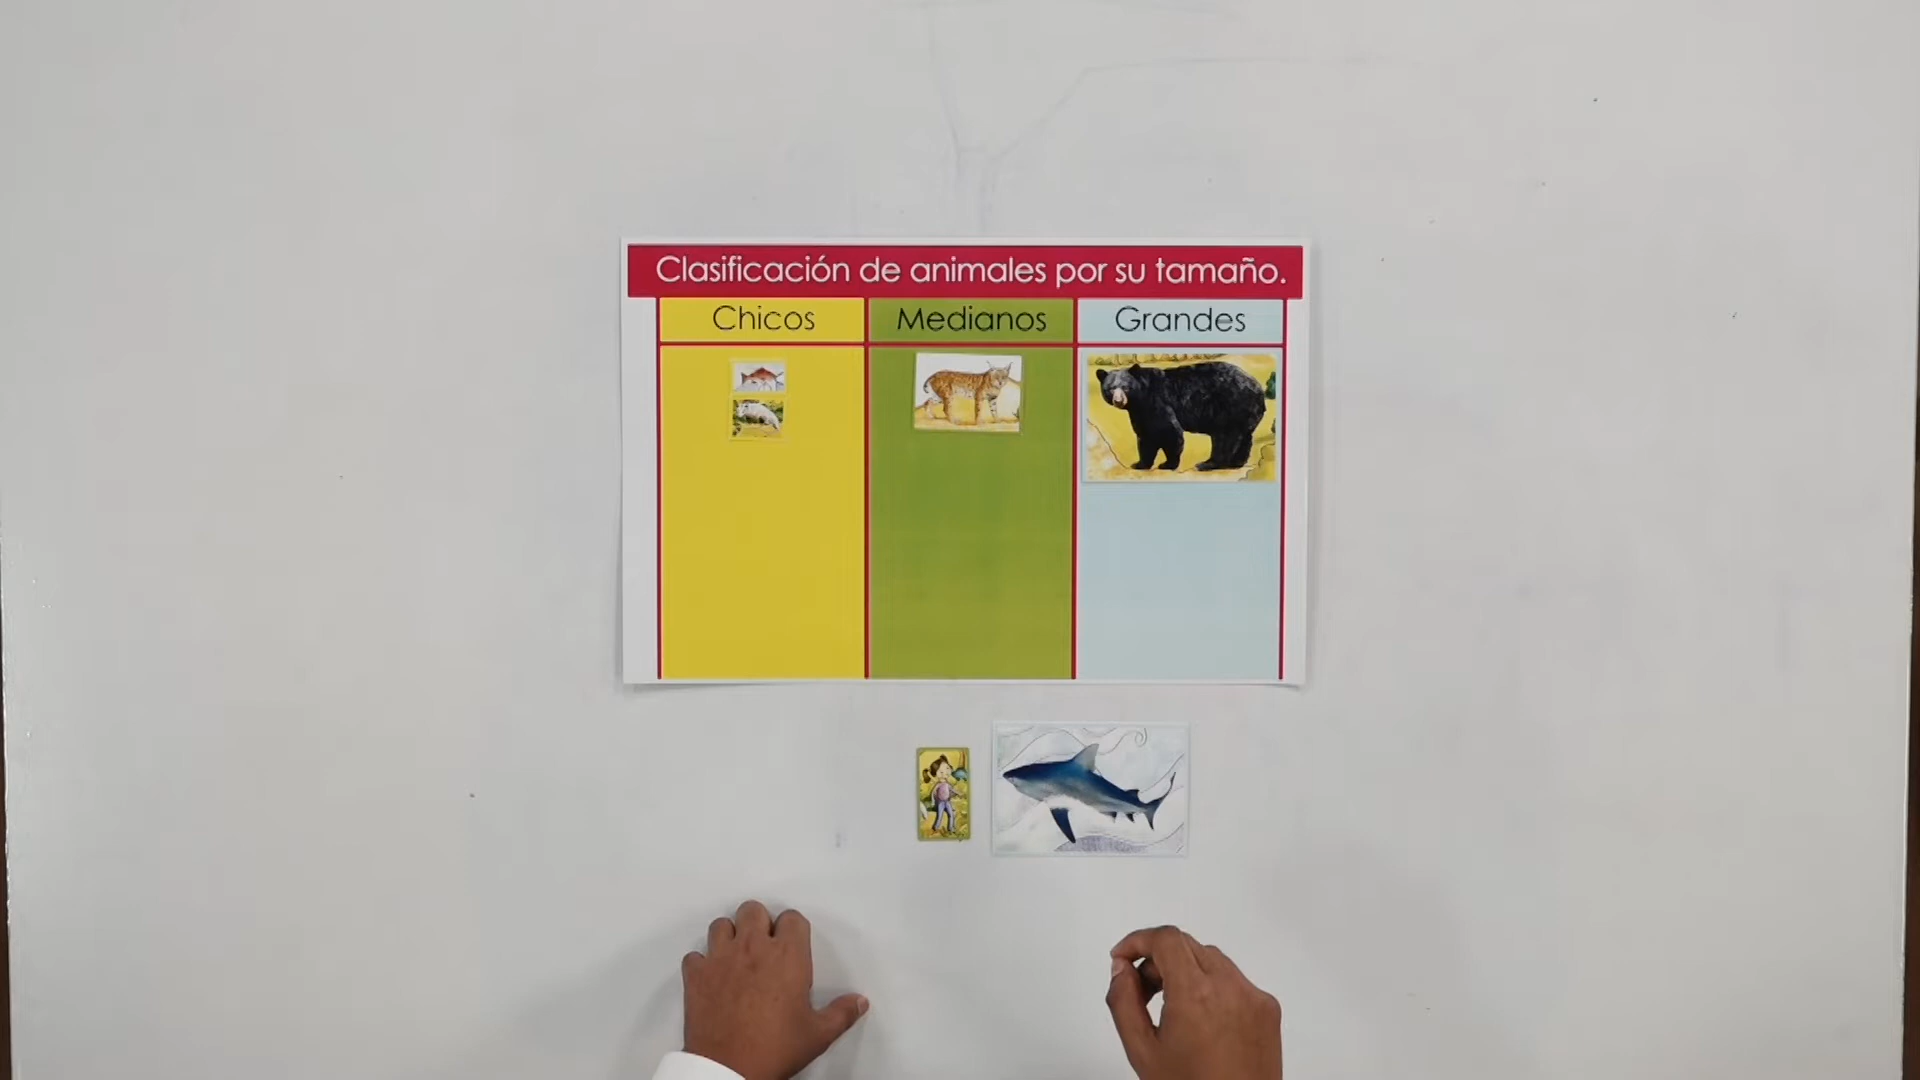 Clasificación de animales por su tamaño.
Chicos
Medianos
Grandes